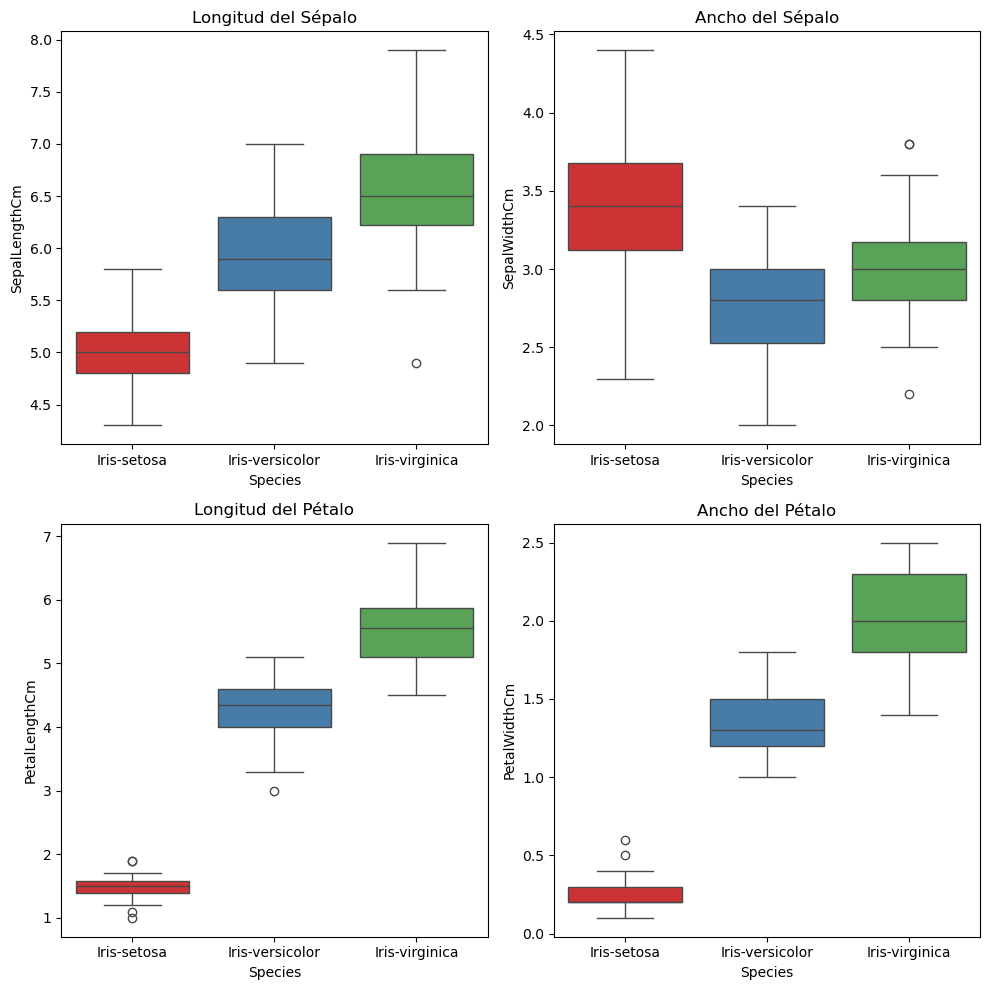 Longitud del Sépalo
SepalLengthCm
8.0
7.5
7.0
6.5
6.0
5.5
5.0
4.5
Iris-setosa Iris-versicolor Iris-virginica
Species
Ancho del Sépalo
SepalWidthCm
4.5
4.0
3.5
3.0
2.5
2.0
Iris-setosa Iris-versicolor Iris-virginica
Species
Longitud del Pétalo
PetalLengthCm
7
6
5
4
3
2
1
Iris-setosa Iris-versicolor Iris-virginica
Species
Ancho del Pétalo
PetalWidthCm
2.5
2.0
1.5
1.0
0.5
0.0
Iris-setosa Iris-versicolor Iris-virginica
Species